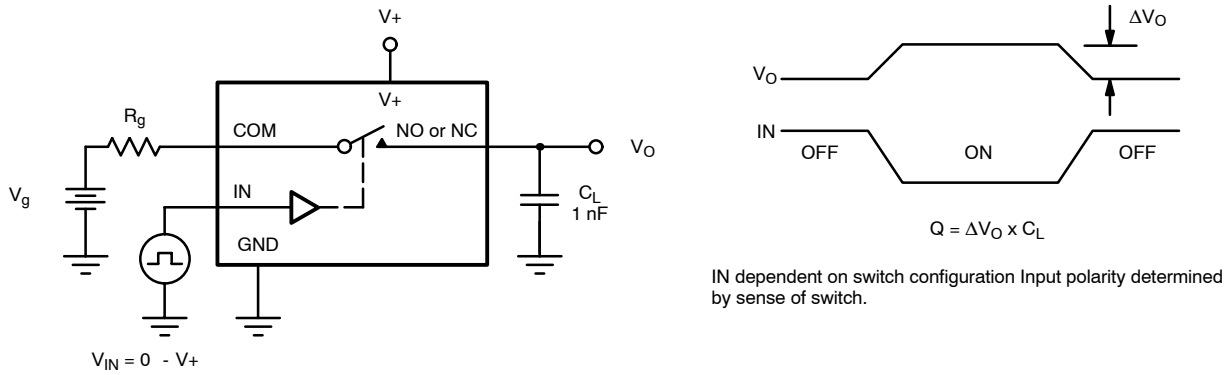 V+
V+
Rg
COM
NO or NC
VO
Vg
IN
CL
1 nF
GND
VIN = 0 - V+
ΔVO
VO
IN
OFF
ON
OFF
Q = ΔVO x CL
IN dependent on switch configuration Input polarity determined
by sense of switch.